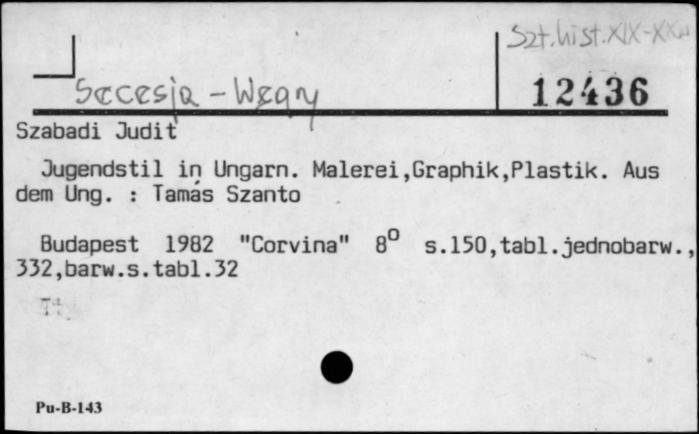 Szt.hist.XIX-XXw
Secesja - Węgry
12436
Szabadi Judit
Jugendstil in Ungarn. Malerei,Graphik,Plastik. Aus
dem Ung. : Tamás Szanto
Budapest 1982 "Corvina" 8° s.150,tabl.jednobarw.,
332,barw.s.tabl.32
Pu-B-143